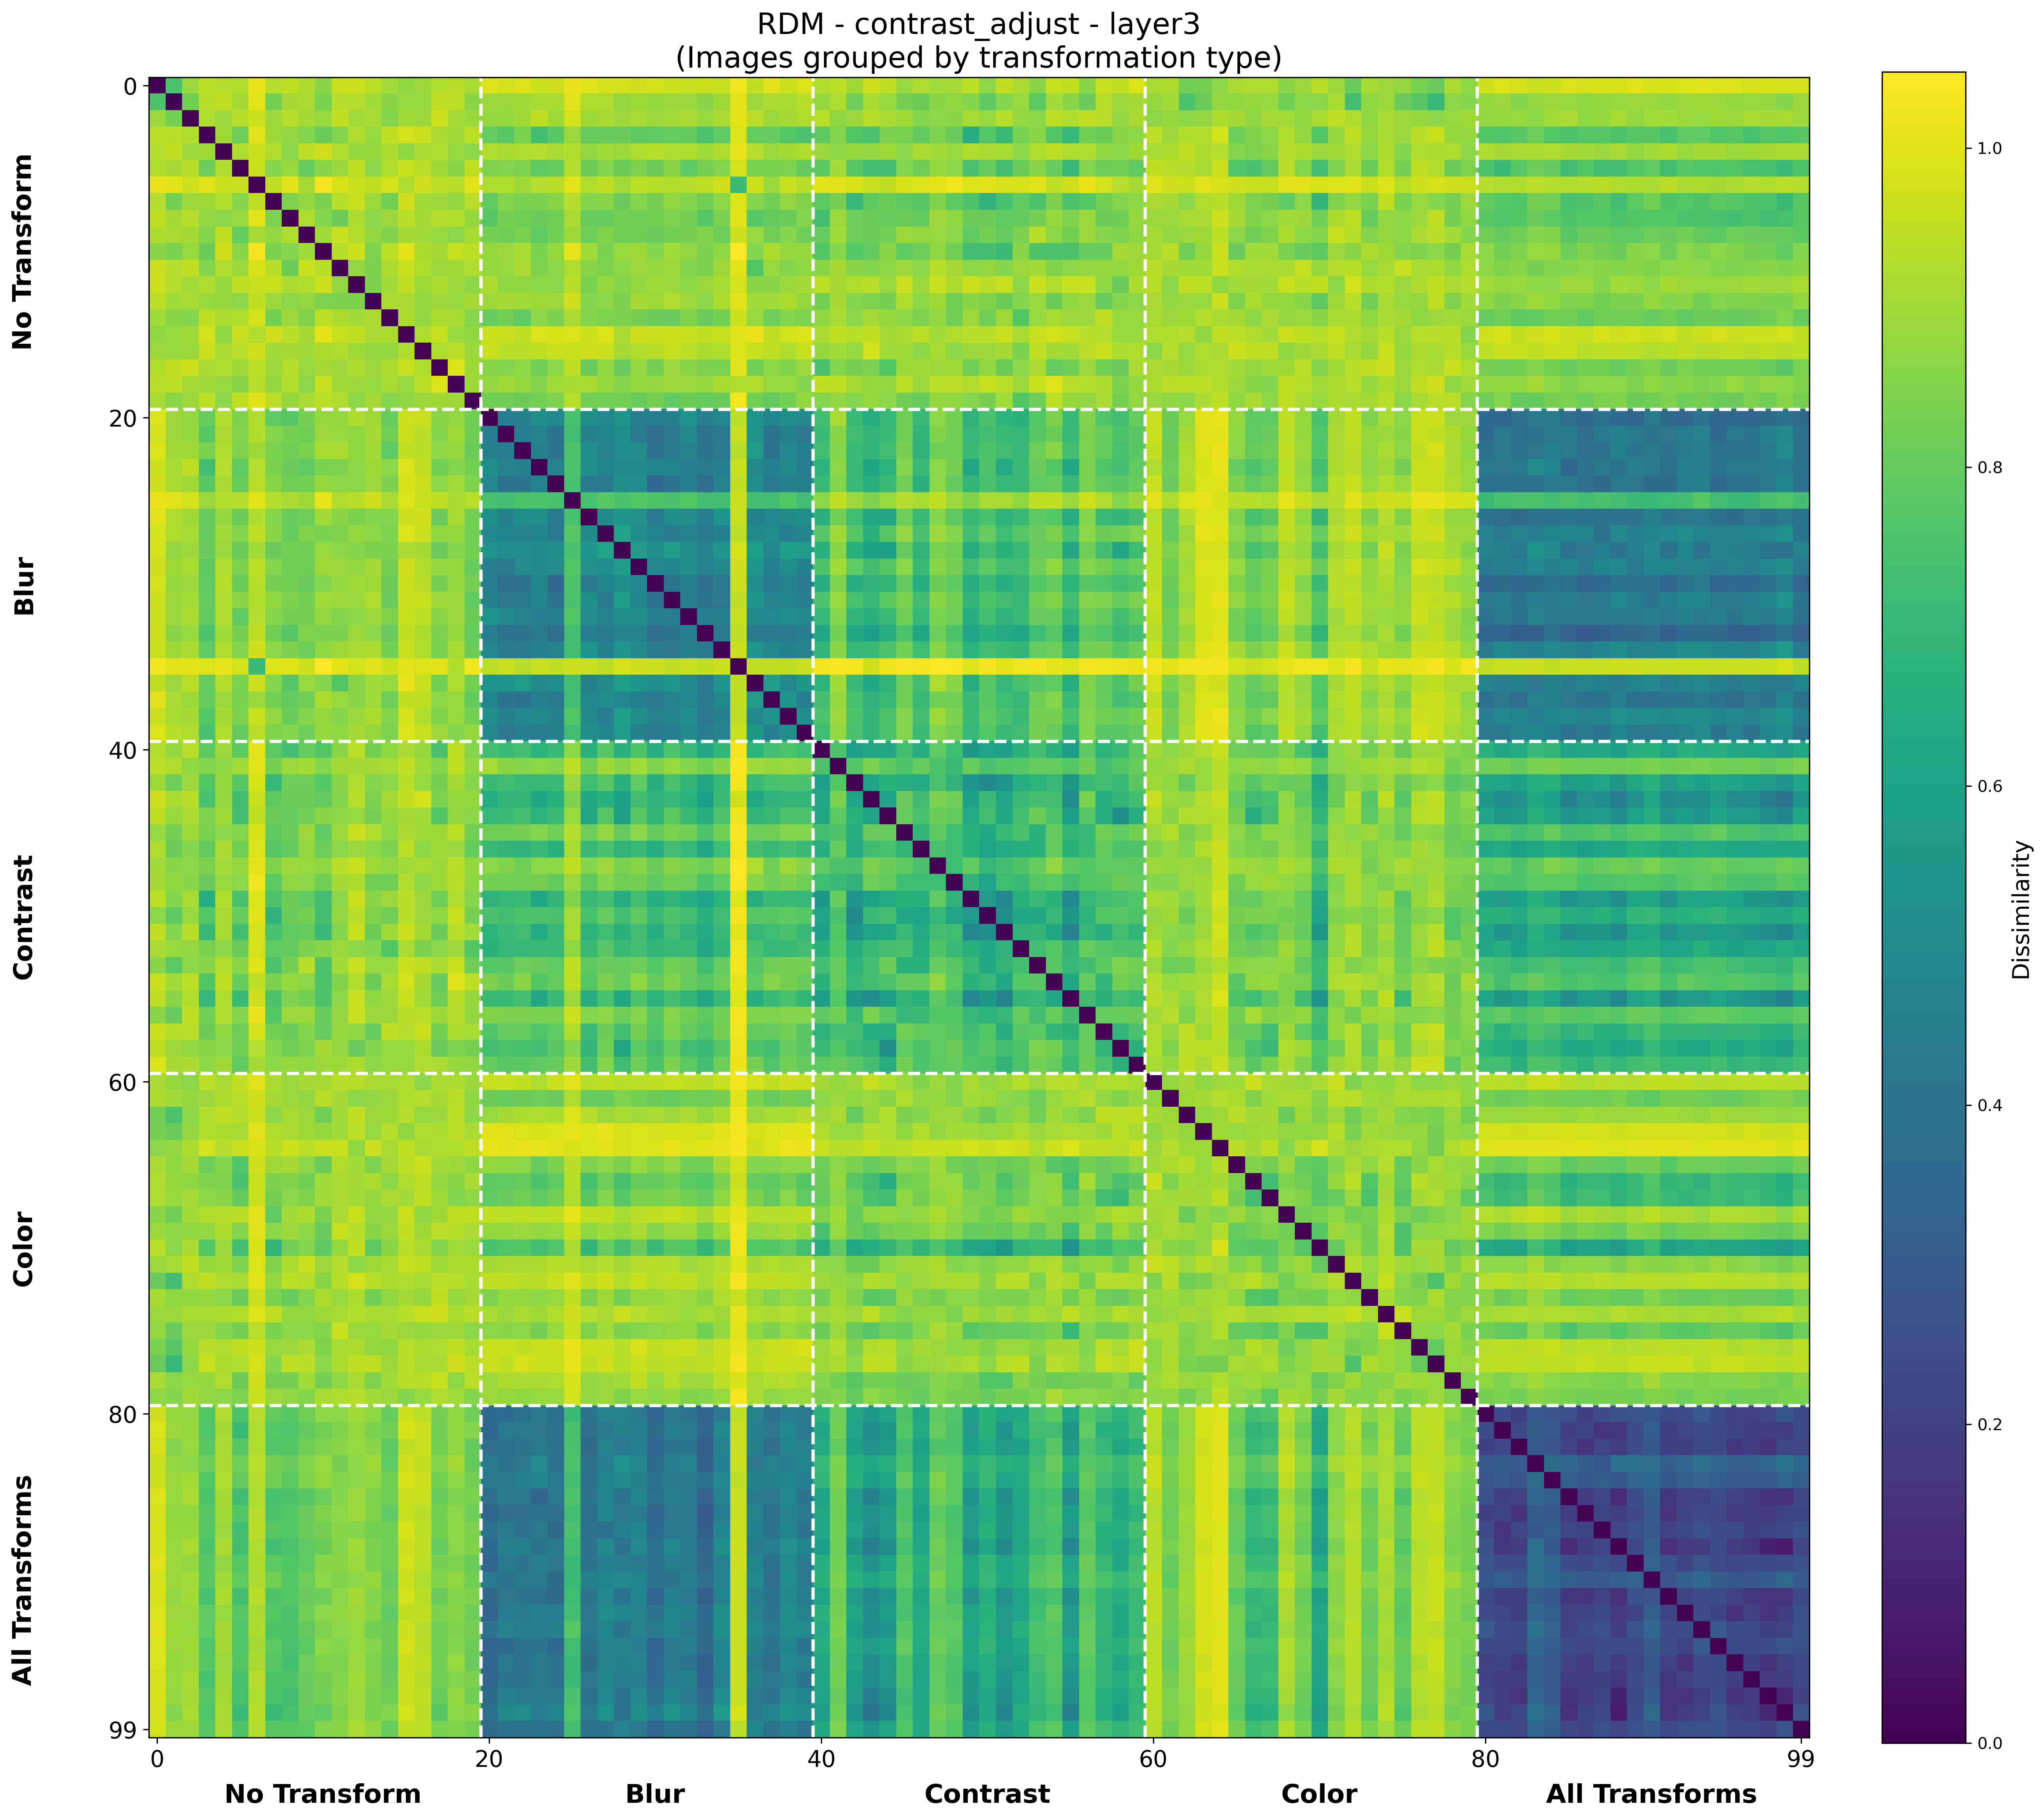 RDM - contrast_adjust - layer3
(Images grouped by transformation type)
0
20
40
60
80
99
No Transform
Blur
Contrast
Color
All Transforms
0
20
40
60
80
99
No Transform
Blur
Contrast
Color
All Transforms
1.0
0.8
0.6
0.4
0.2
0.0
Dissimilarity